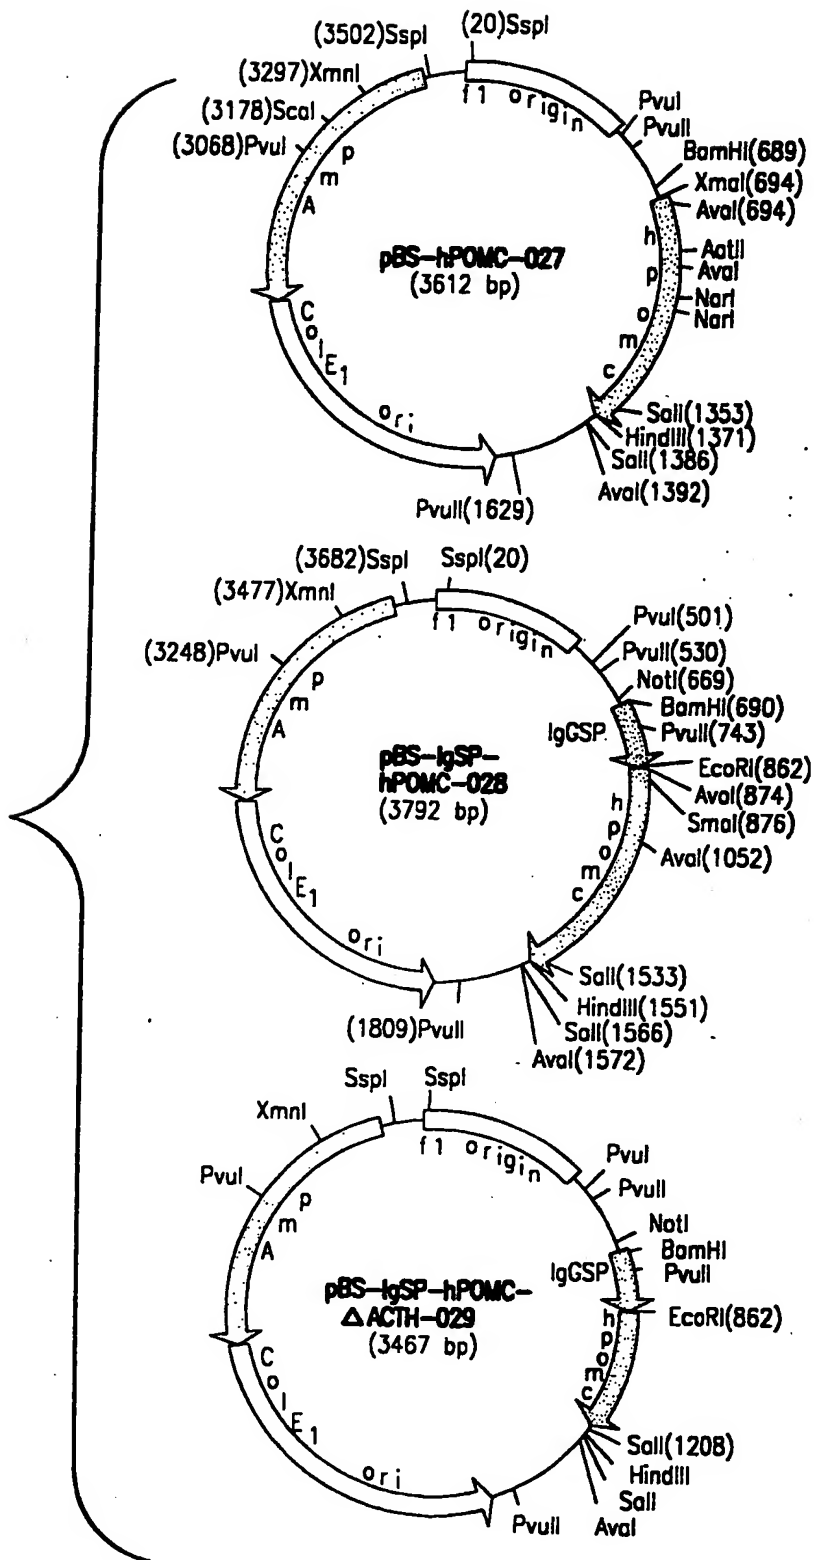 (3502)SspI
(20)SspI
(3297)XmnI
(3178)ScaI
(3068)PvuI
PvuI
PvuII
BamHI(689)
XmaI(694)
AvaI(694)
AatII
AvaI
NarI
NarI
SalI(1353)
HindIII(1371)
SalI(1386)
AvaI(1392)
PvuII(1629)
f1 origin
Amp
hpomc
ColE1 ori
pBS-hPOMC-027
(3612 bp)
(3682)SspI
SspI(20)
(3477)XmnI
(3248)PvuI
PvuI(501)
PvuII(530)
NotI(669)
BamHI(690)
PvuII(743)
IgGSP
EcoRI(862)
AvaI(874)
SmaI(876)
AvaI(1052)
SalI(1533)
HindIII(1551)
SalI(1566)
AvaI(1572)
(1809)PvuII
f1 origin
Amp
hpomc
ColE1 ori
pBS-IgSP-
hPOMC-028
(3792 bp)
SspI
SspI
XmnI
PvuI
PvuI
PvuII
NotI
BamHI
PvuII
IgGSP
EcoRI(862)
SalI(1208)
HindIII
SalI
AvaI
PvuII
f1 origin
Amp
hpomc
ColE1 ori
pBS-IgSP-hPOMC-
ΔACTH-029
(3467 bp)